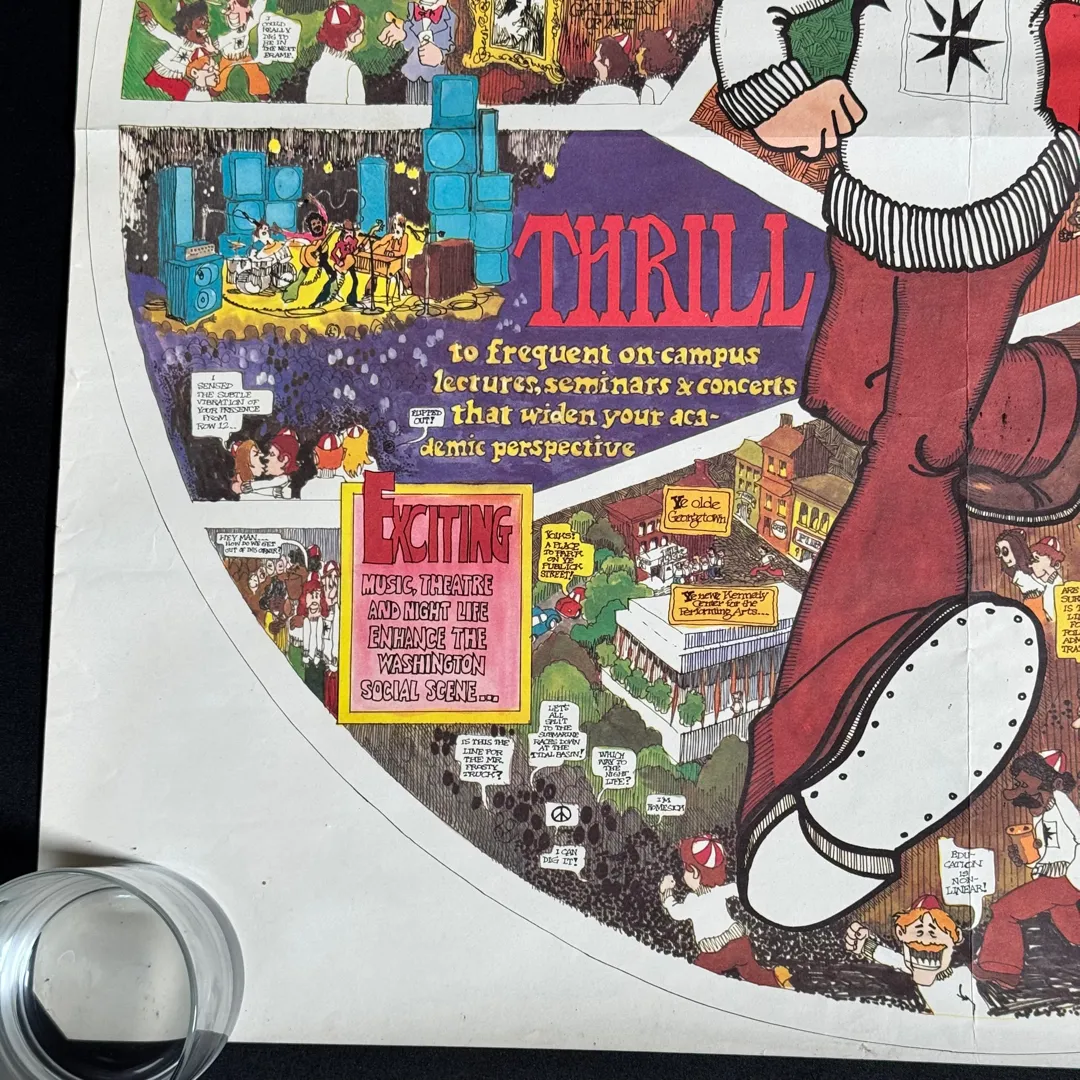 I
COULD
REALLY
DIG TO
BE IN
THE NEXT
FRAME.
GALLERY
OF ART
THRILL
to frequent on-campus
lectures, seminars & concerts
that widen your aca-
demic perspective
I
SENSED
THE SUBTLE
VIBRATION OF
YOUR PRESENCE
FROM
ROW 12...
FLIPPED
OUT!
EXCITING
MUSIC, THEATRE
AND NIGHT LIFE
ENHANCE THE
WASHINGTON
SOCIAL SCENE...
HEY MAN...
HOW DO WE GET
OUT OF THIS CORNER?
YOIKS!
A PLACE
TO PARK
ON YE
PUBLICK
STREET!
Ye olde
Georgetown
PUB
Ye new Kennedy
Center for the
Performing Arts...
IS THIS THE
LINE FOR
THE MR.
FROSTY
TRUCK?
LET'S
ALL
SPLIT
TO THE
SUBMARINE
RACES DOWN
AT THE
TIDAL BASIN!
WHICH
WAY TO
THE
NIGHT
LIFE?
I'M
HOMESICK
I CAN
DIG IT!
EDU-
CATION
IS
NON-
LINEAR!